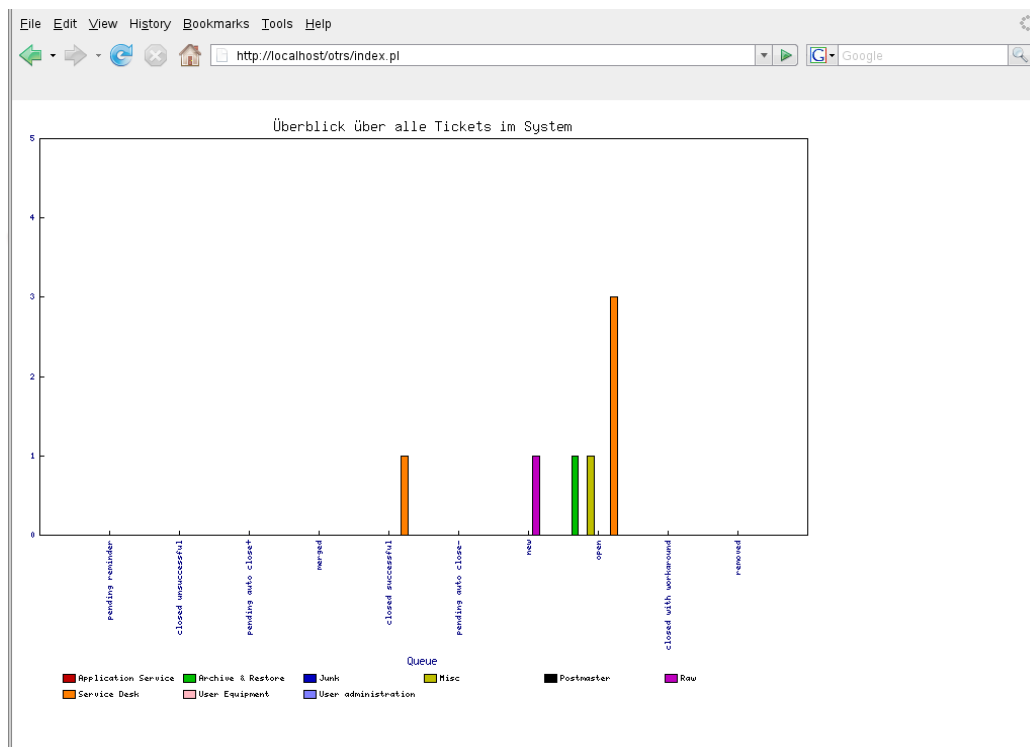 File Edit View History Bookmarks Tools Help
http://localhost/otrs/index.pl G Google
Überblick über alle Tickets im System
5
4
3
2
1
0
pending reminder
closed unsuccessful
pending auto close+
merged
closed successful
pending auto close-
new
open
closed with workaround
removed
Queue
Application Service Archive & Restore Junk Misc Postmaster Raw
Service Desk User Equipment User administration